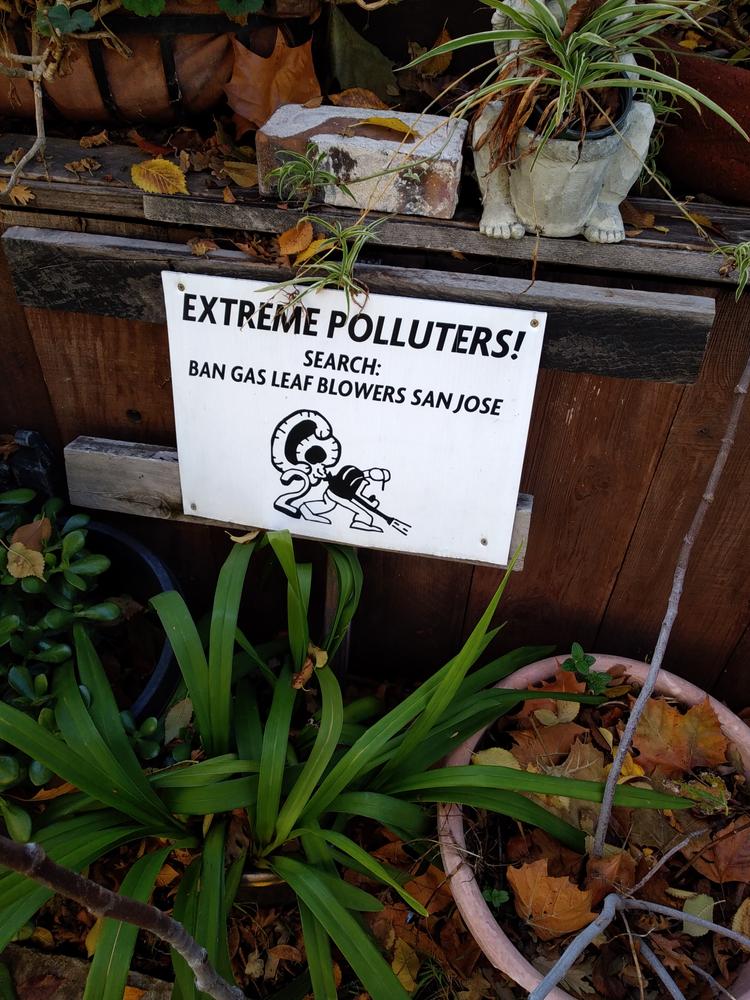 EXTREME POLLUTERS!
SEARCH:
BAN GAS LEAF BLOWERS SAN JOSE